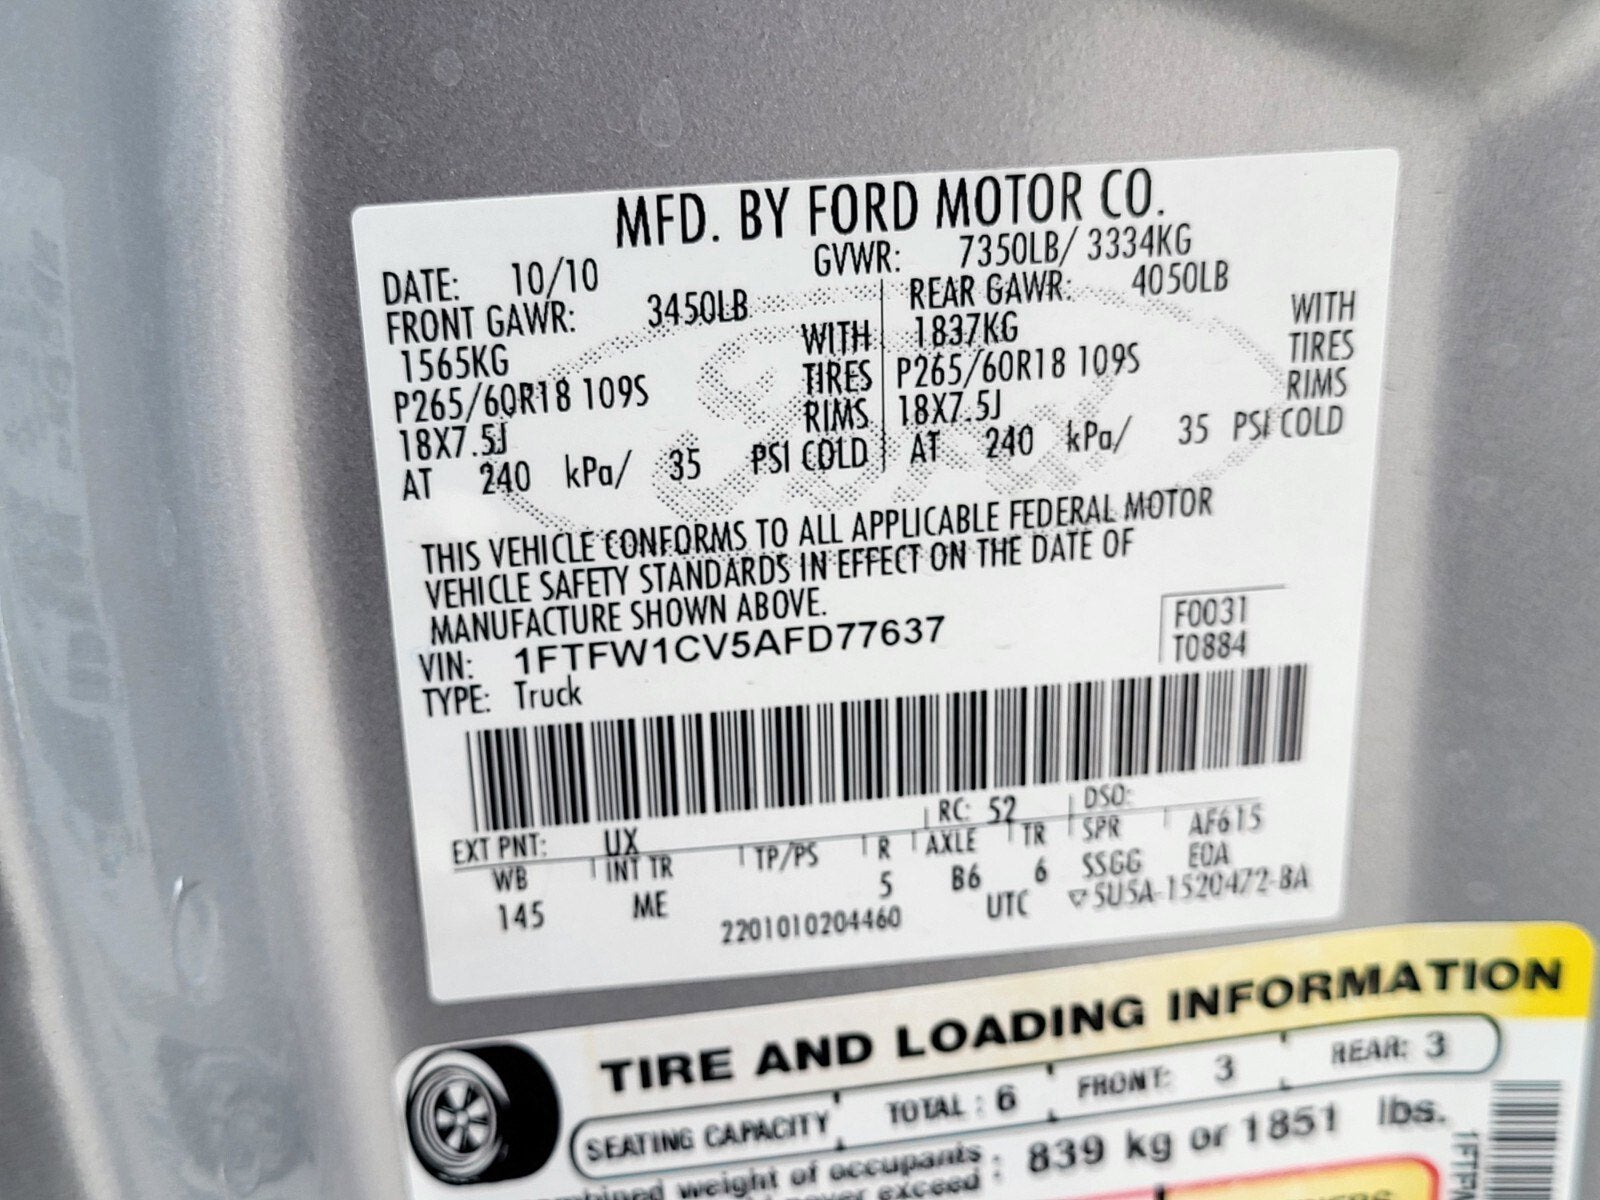 MFD. BY FORD MOTOR CO.
DATE: 10/10 GVWR: 7350LB/ 3334KG
FRONT GAWR: 3450LB REAR GAWR: 4050LB
1565KG WITH 1837KG WITH
P265/60R18 109S TIRES P265/60R18 109S TIRES
18X7.5J RIMS 18X7.5J RIMS
AT 240 kPa/ 35 PSI COLD AT 240 kPa/ 35 PSI COLD
THIS VEHICLE CONFORMS TO ALL APPLICABLE FEDERAL MOTOR
VEHICLE SAFETY STANDARDS IN EFFECT ON THE DATE OF
MANUFACTURE SHOWN ABOVE.
VIN: 1FTFW1CV5AFD77637 F0031
TYPE: Truck T0884
EXT PNT: UX RC: 52 DSO:
WB INT TR TP/PS R AXLE TR SPR AF615
145 ME 5 B6 6 SSGG E0A
2201010204460 UTC 5U5A-1520472-BA
TIRE AND LOADING INFORMATION
SEATING CAPACITY TOTAL : 6 FRONT: 3 REAR: 3
weight of occupants : 839 kg or 1851 lbs.
exceed